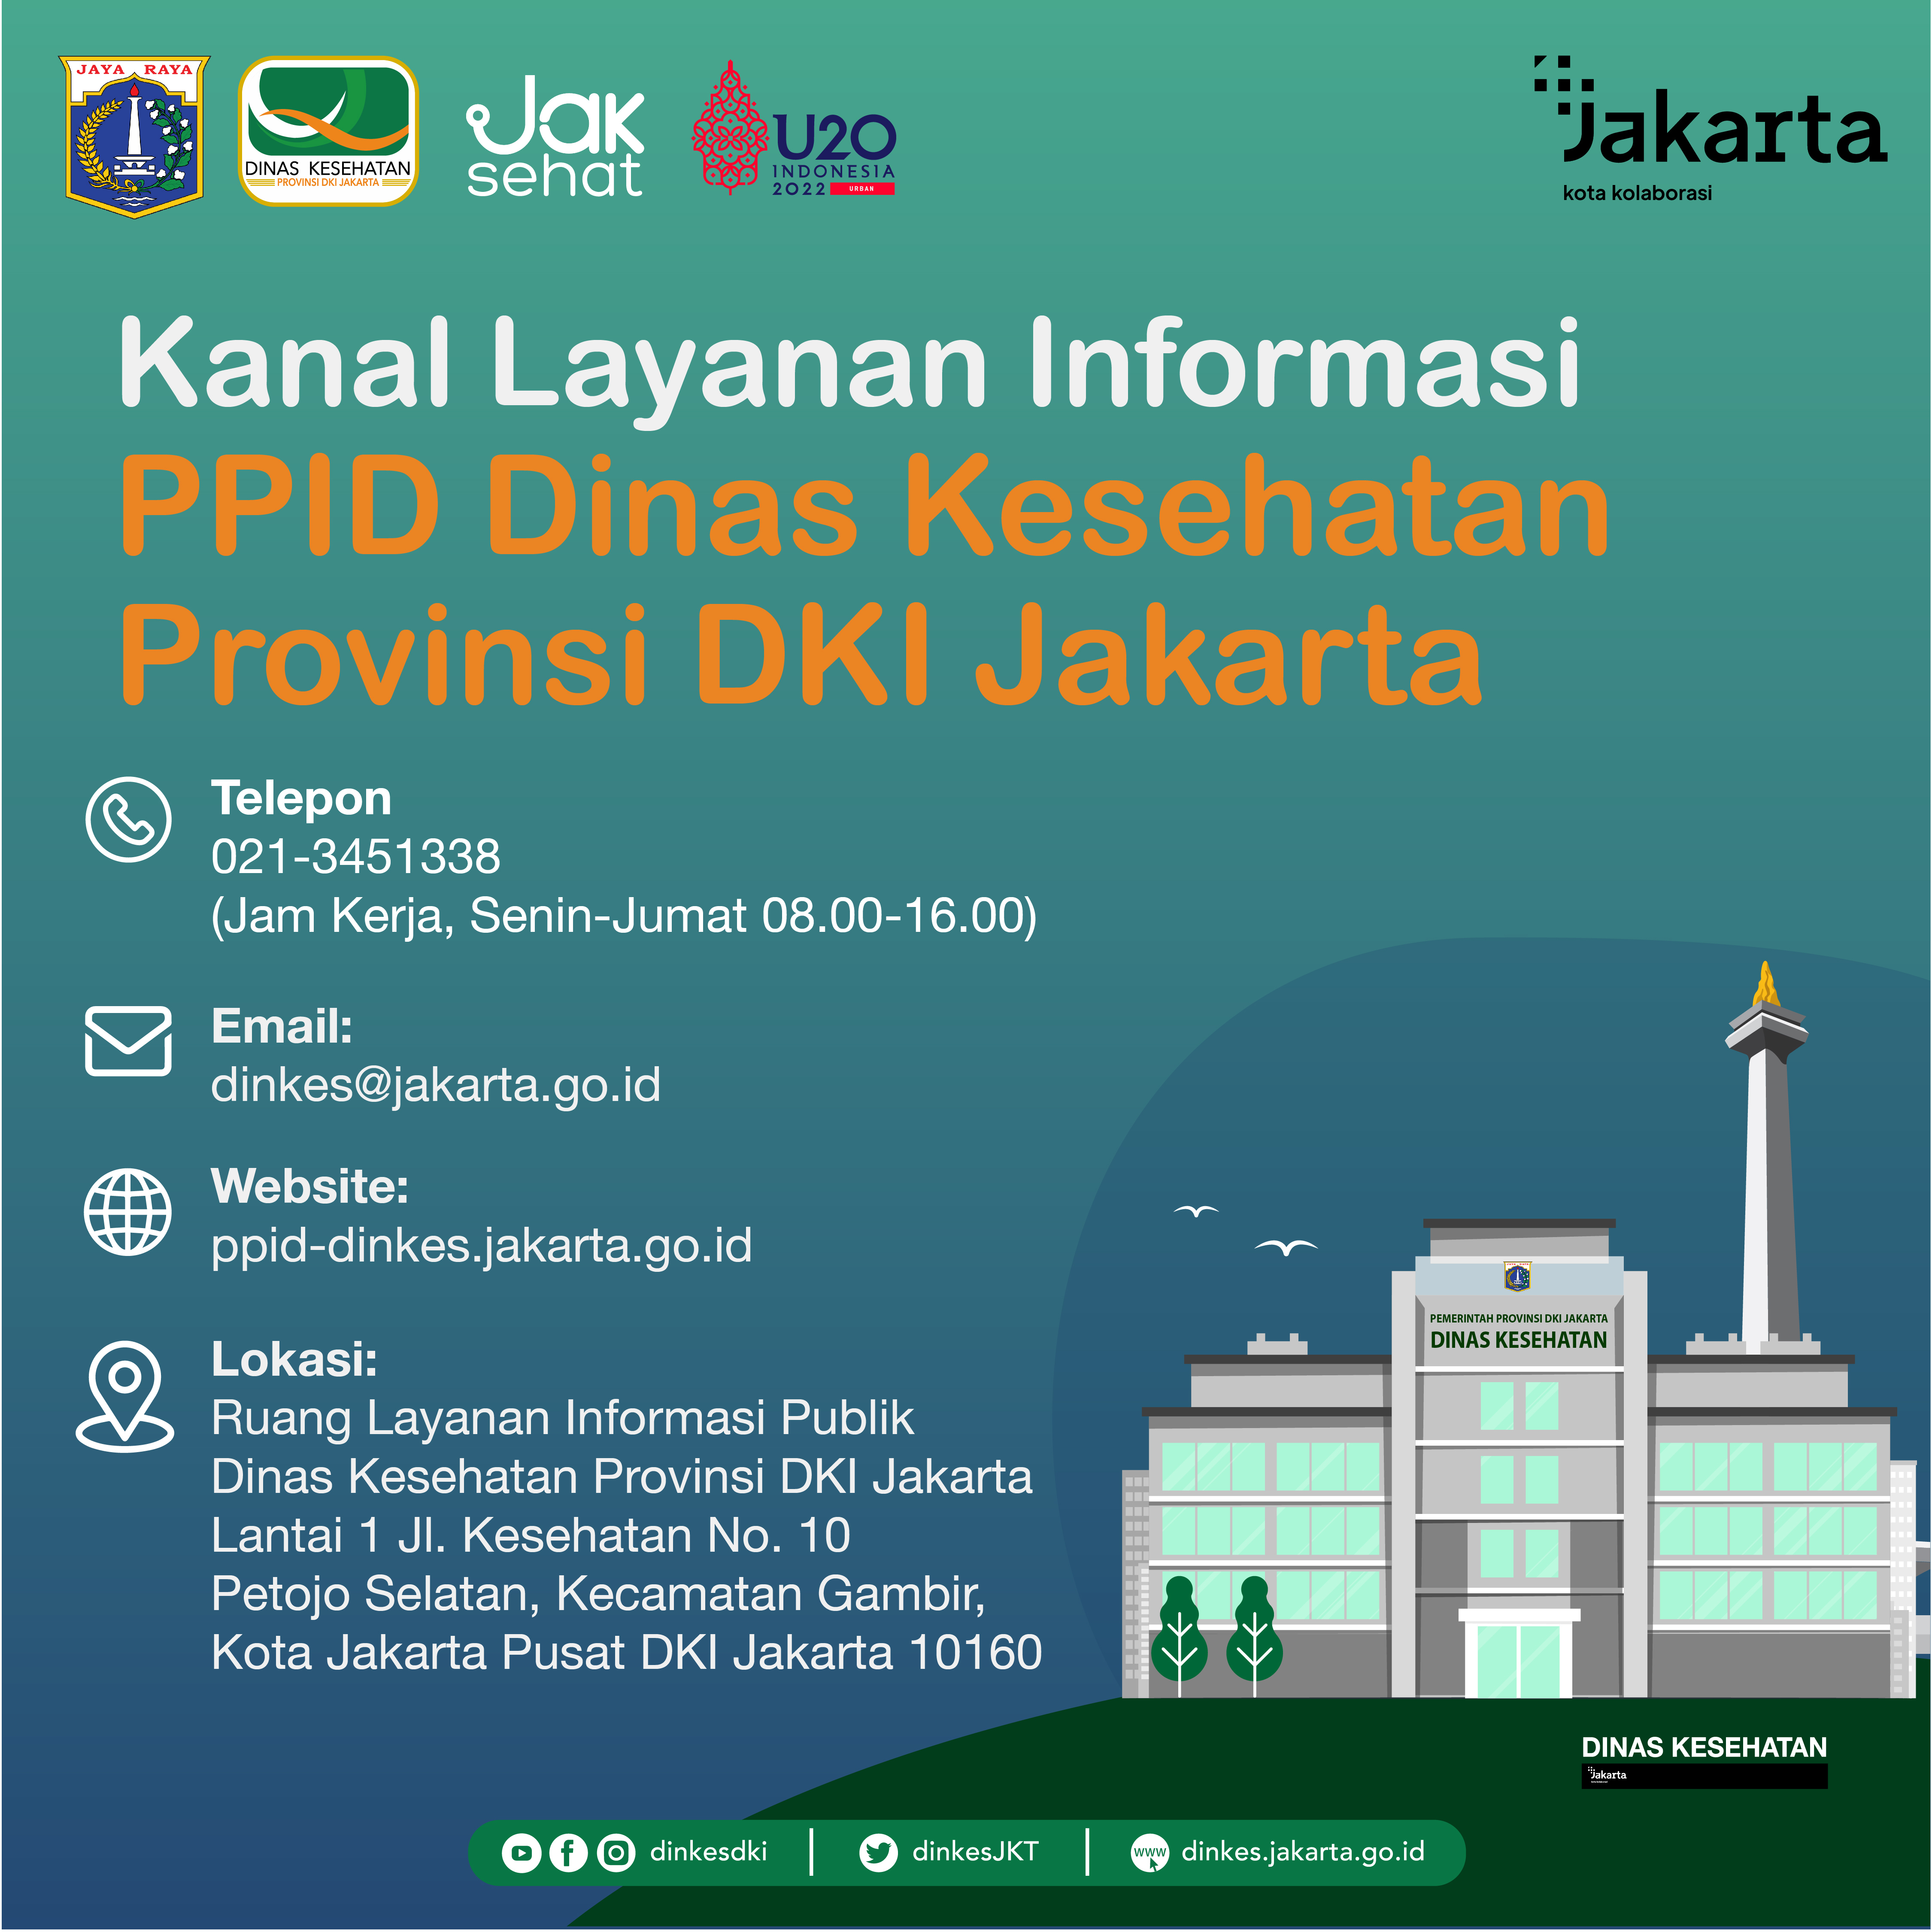 JAYA RAYA
DINAS KESEHATAN
PROVINSI DKI JAKARTA
Jak
sehat
U20
INDONESIA
2022 URBAN
Jakarta
kota kolaborasi
Kanal Layanan Informasi
PPID Dinas Kesehatan
Provinsi DKI Jakarta
Telepon
021-3451338
(Jam Kerja, Senin-Jumat 08.00-16.00)
Email:
dinkes@jakarta.go.id
Website:
ppid-dinkes.jakarta.go.id
Lokasi:
Ruang Layanan Informasi Publik
Dinas Kesehatan Provinsi DKI Jakarta
Lantai 1 Jl. Kesehatan No. 10
Petojo Selatan, Kecamatan Gambir,
Kota Jakarta Pusat DKI Jakarta 10160
PEMERINTAH PROVINSI DKI JAKARTA
DINAS KESEHATAN
DINAS KESEHATAN
Jakarta
dinkesdki
dinkesJKT
www
dinkes.jakarta.go.id